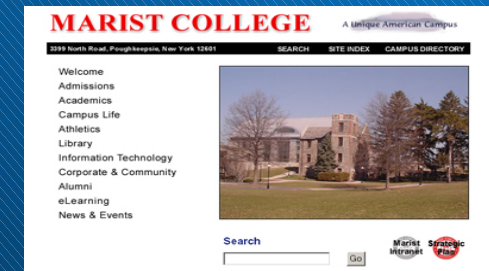 MARIST COLLEGE
A Unique American Campus
3399 North Road, Poughkeepsie, New York 12601 SEARCH SITE INDEX CAMPUS DIRECTORY
Welcome
Admissions
Academics
Campus Life
Athletics
Library
Information Technology
Corporate & Community
Alumni
eLearning
News & Events
Search
Go
Marist Intranet
Strategic Plan